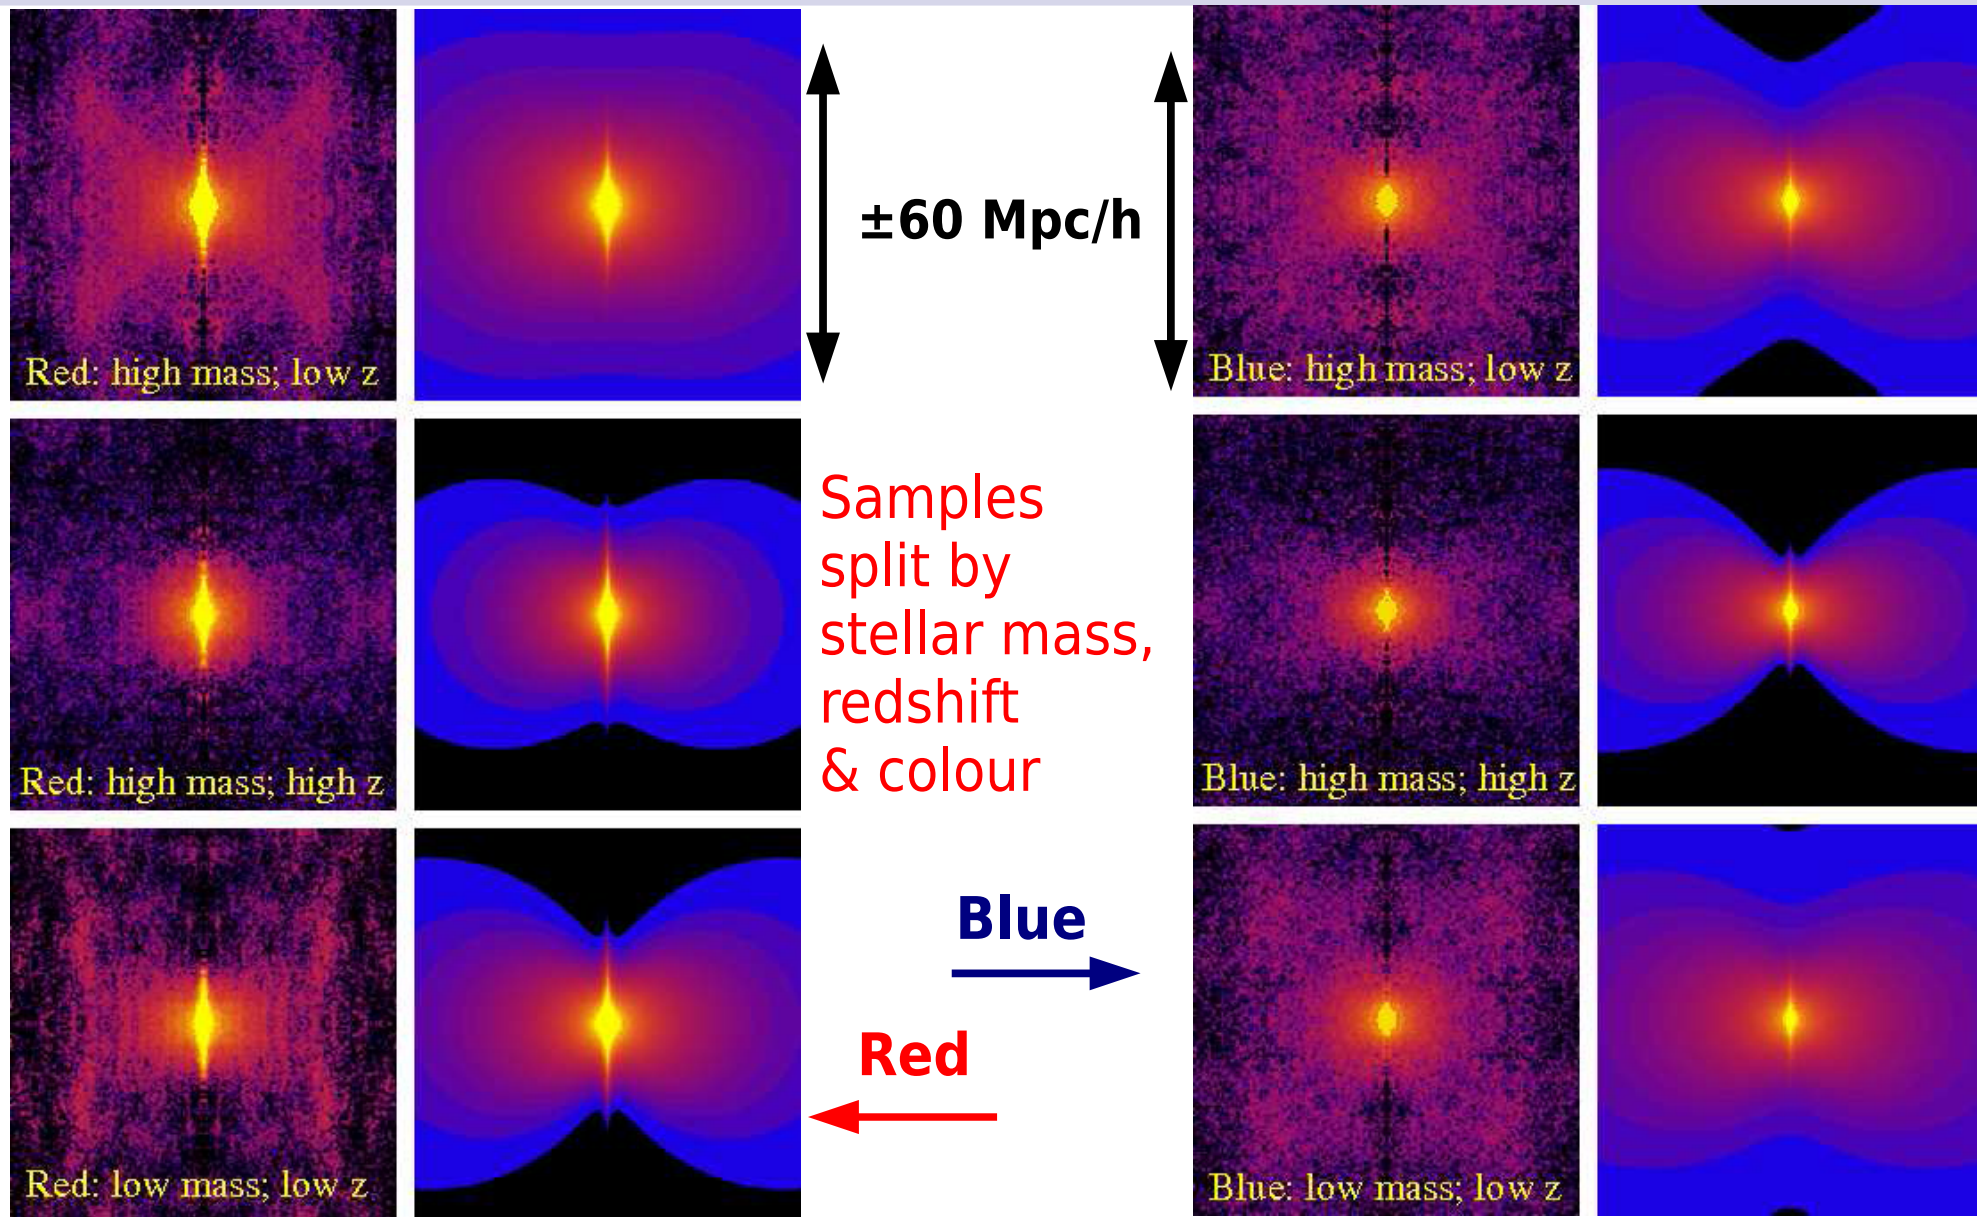 Red: high mass; low z
±60 Mpc/h
Blue: high mass; low z
Red: high mass; high z
Samples
split by
stellar mass,
redshift
& colour
Blue: high mass; high z
Red: low mass; low z
Blue
Red
Blue: low mass; low z